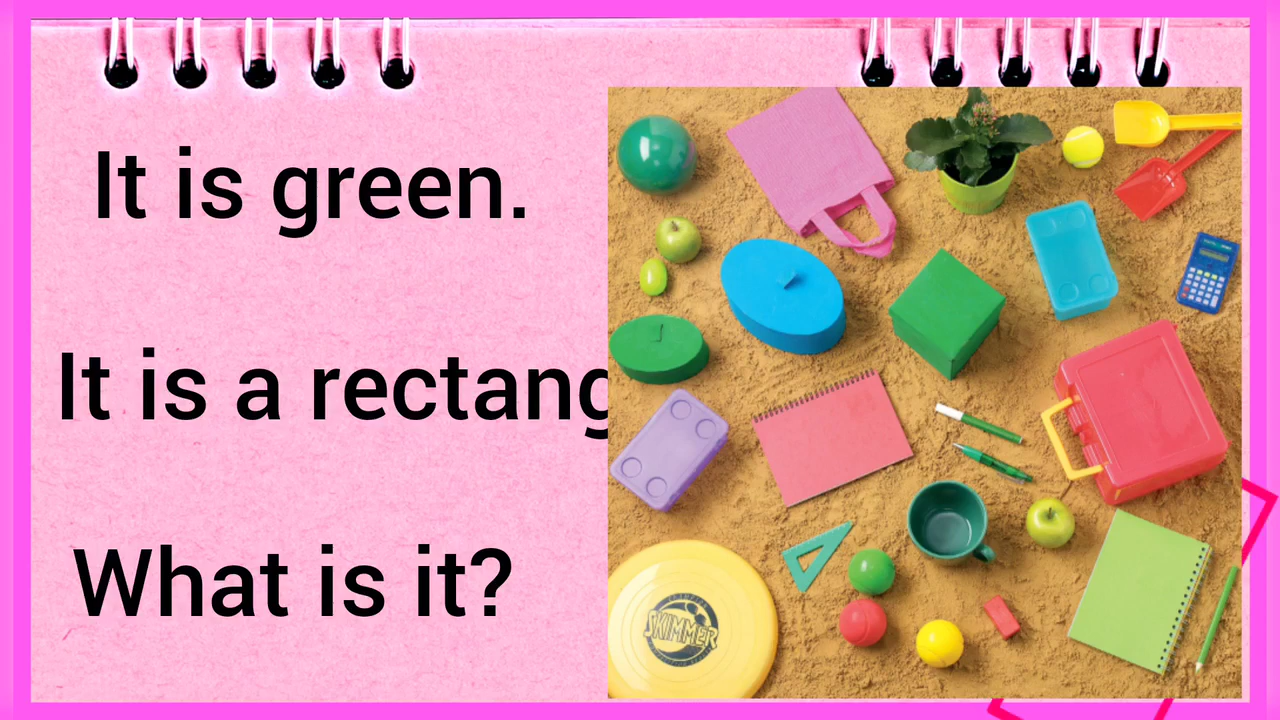 It is green.
It is a rectang
What is it?
SKIMMER